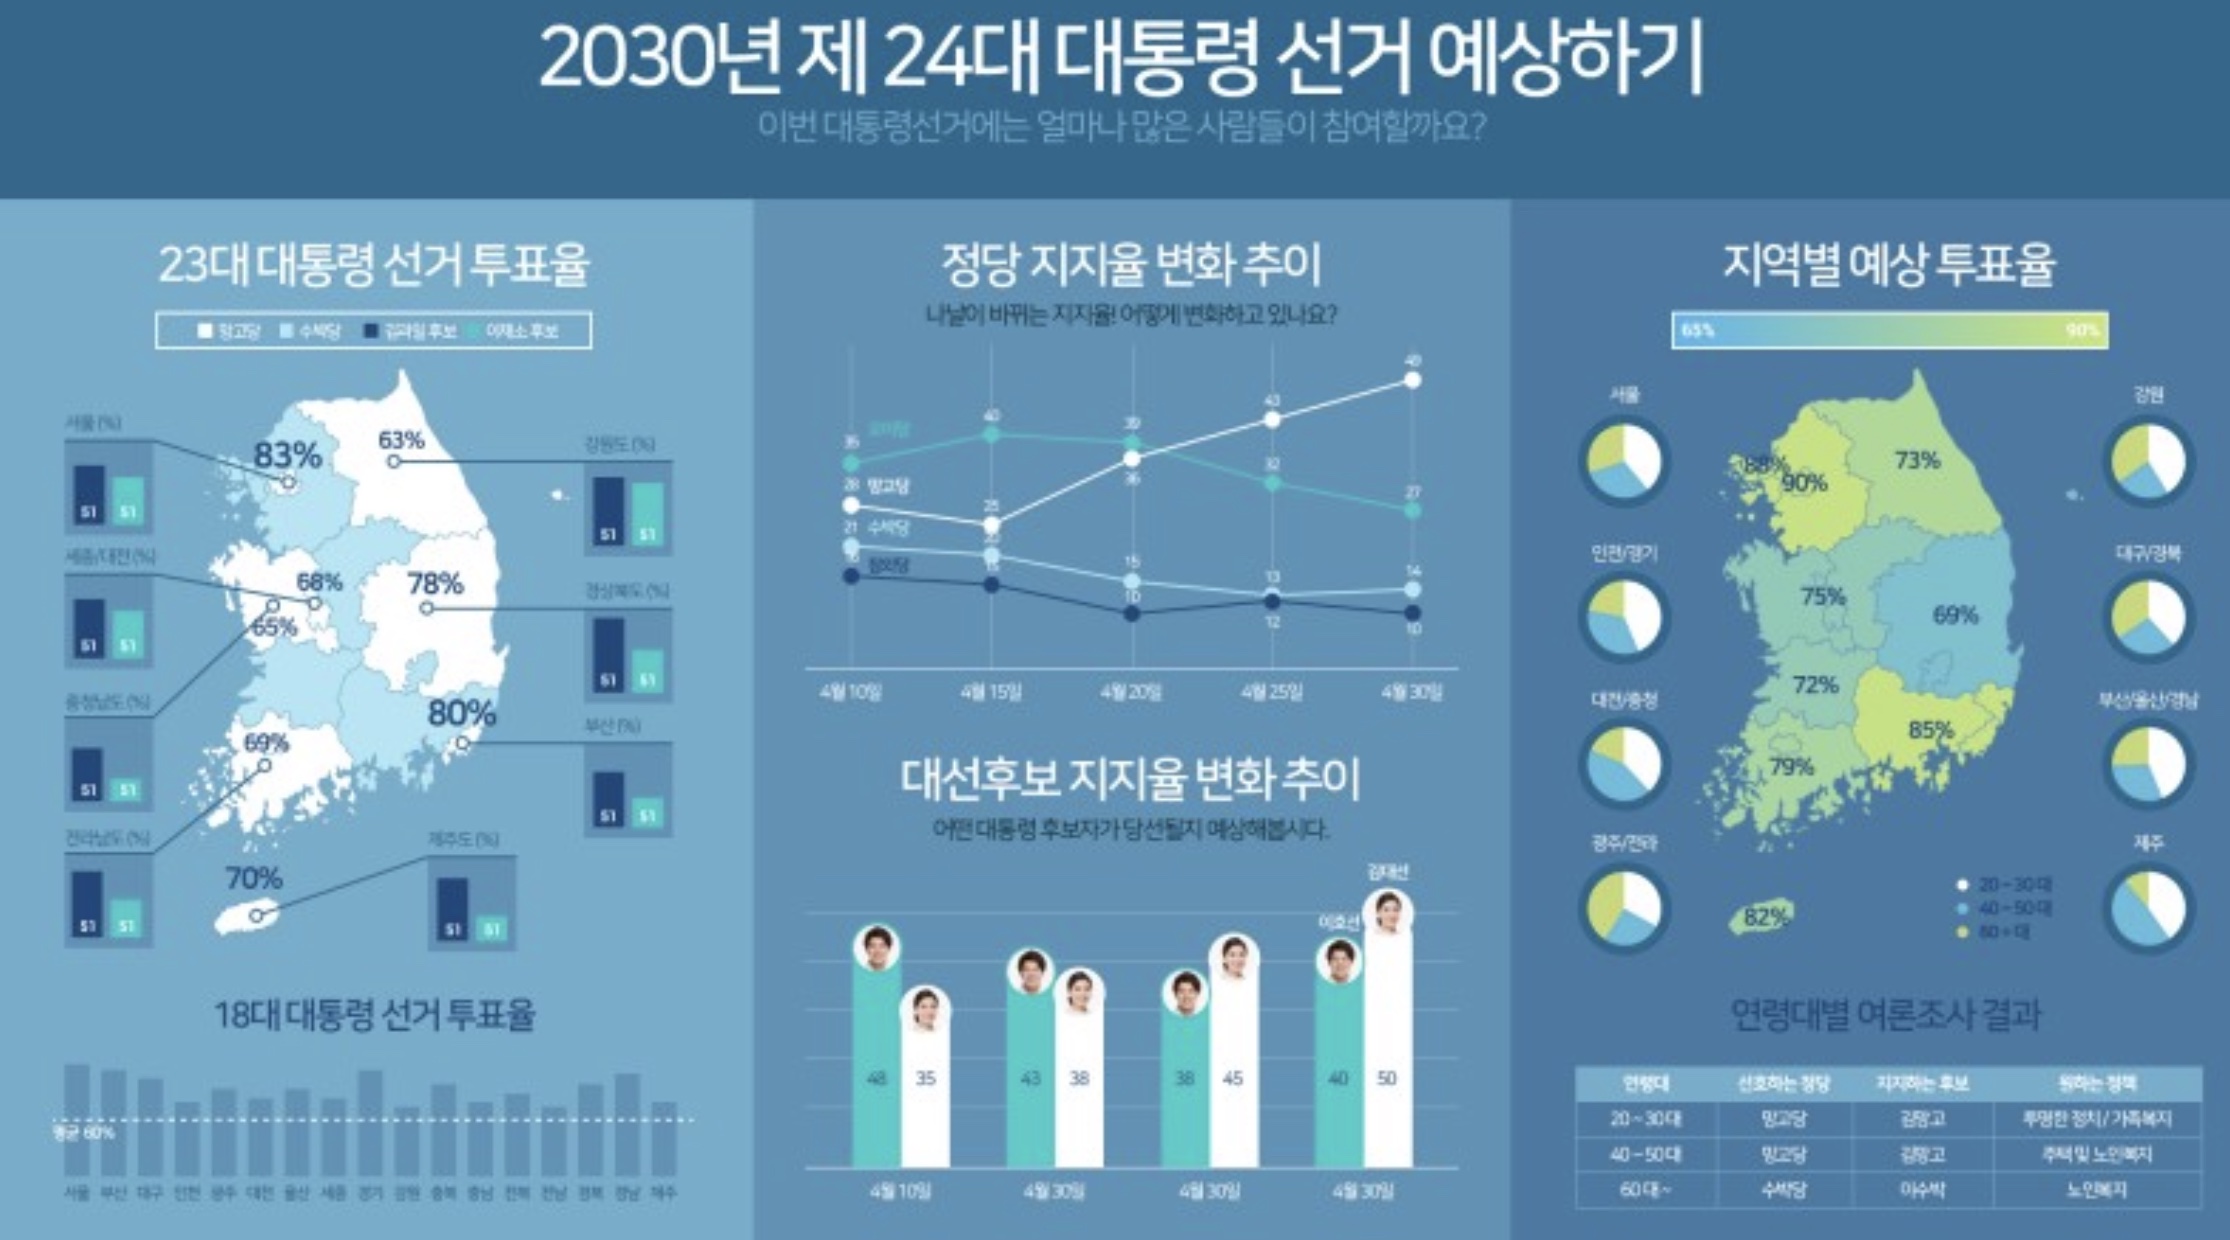 2030년 제 24대 대통령 선거 예상하기
이번 대통령선거에는 얼마나 많은 사람들이 참여할까요?
23대 대통령 선거 투표율
망고당 수박당 김과일 후보 이채소 후보
서울 (%)
83%
51 51
63%
강원도 (%)
51 51
세종/대전 (%)
68%
51 51
78%
경상북도 (%)
51 51
65%
충청남도 (%)
51 51
80%
부산 (%)
51 51
69%
전라남도 (%)
51 51
70%
제주도 (%)
51 51
18대 대통령 선거 투표율
평균 60%
서울 부산 대구 인천 광주 대전 울산 세종 경기 강원 충북 충남 전북 전남 경북 경남 제주
정당 지지율 변화 추이
나날이 바뀌는 지지율! 어떻게 변화하고 있나요?
35 40 39 32 27
28 망고당 25 36 43 49
21 수박당 15 13 14
참외당 10 12 10
4월 10일 4월 15일 4월 20일 4월 25일 4월 30일
대선후보 지지율 변화 추이
어떤 대통령 후보자가 당선될지 예상해봅시다.
김대선
이호선
48 35 43 38 38 45 40 50
4월 10일 4월 30일 4월 30일 4월 30일
지역별 예상 투표율
65% 90%
서울
강원
인천/경기
대구/경북
대전/충청
부산/울산/경남
광주/전라
제주
88%
90%
73%
75%
69%
72%
85%
79%
82%
20~30대
40~50대
60+대
연령대별 여론조사 결과
연령대 선호하는 정당 지지하는 후보 원하는 정책
20~30대 망고당 김망고 투명한 정치 / 가족복지
40~50대 망고당 김망고 주택 및 노인복지
60대~ 수박당 이수박 노인복지